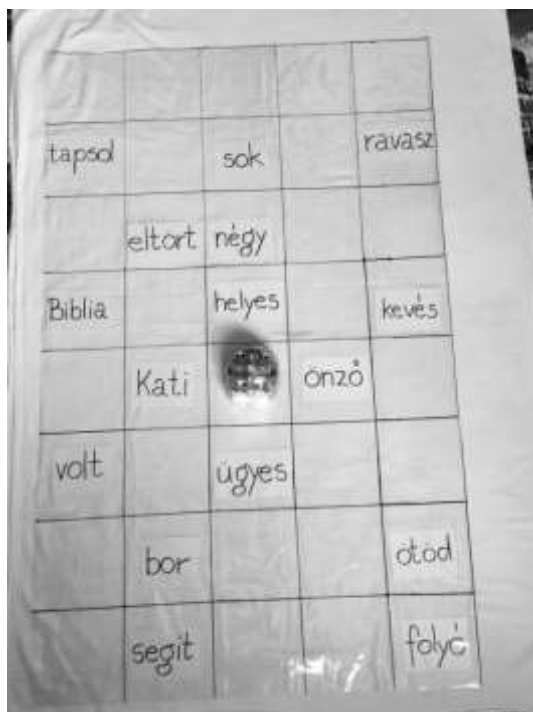 tapsol sok ravasz
eltört négy
Biblia helyes kevés
Kati önző
volt ügyes
bor ötöd
segít folyó